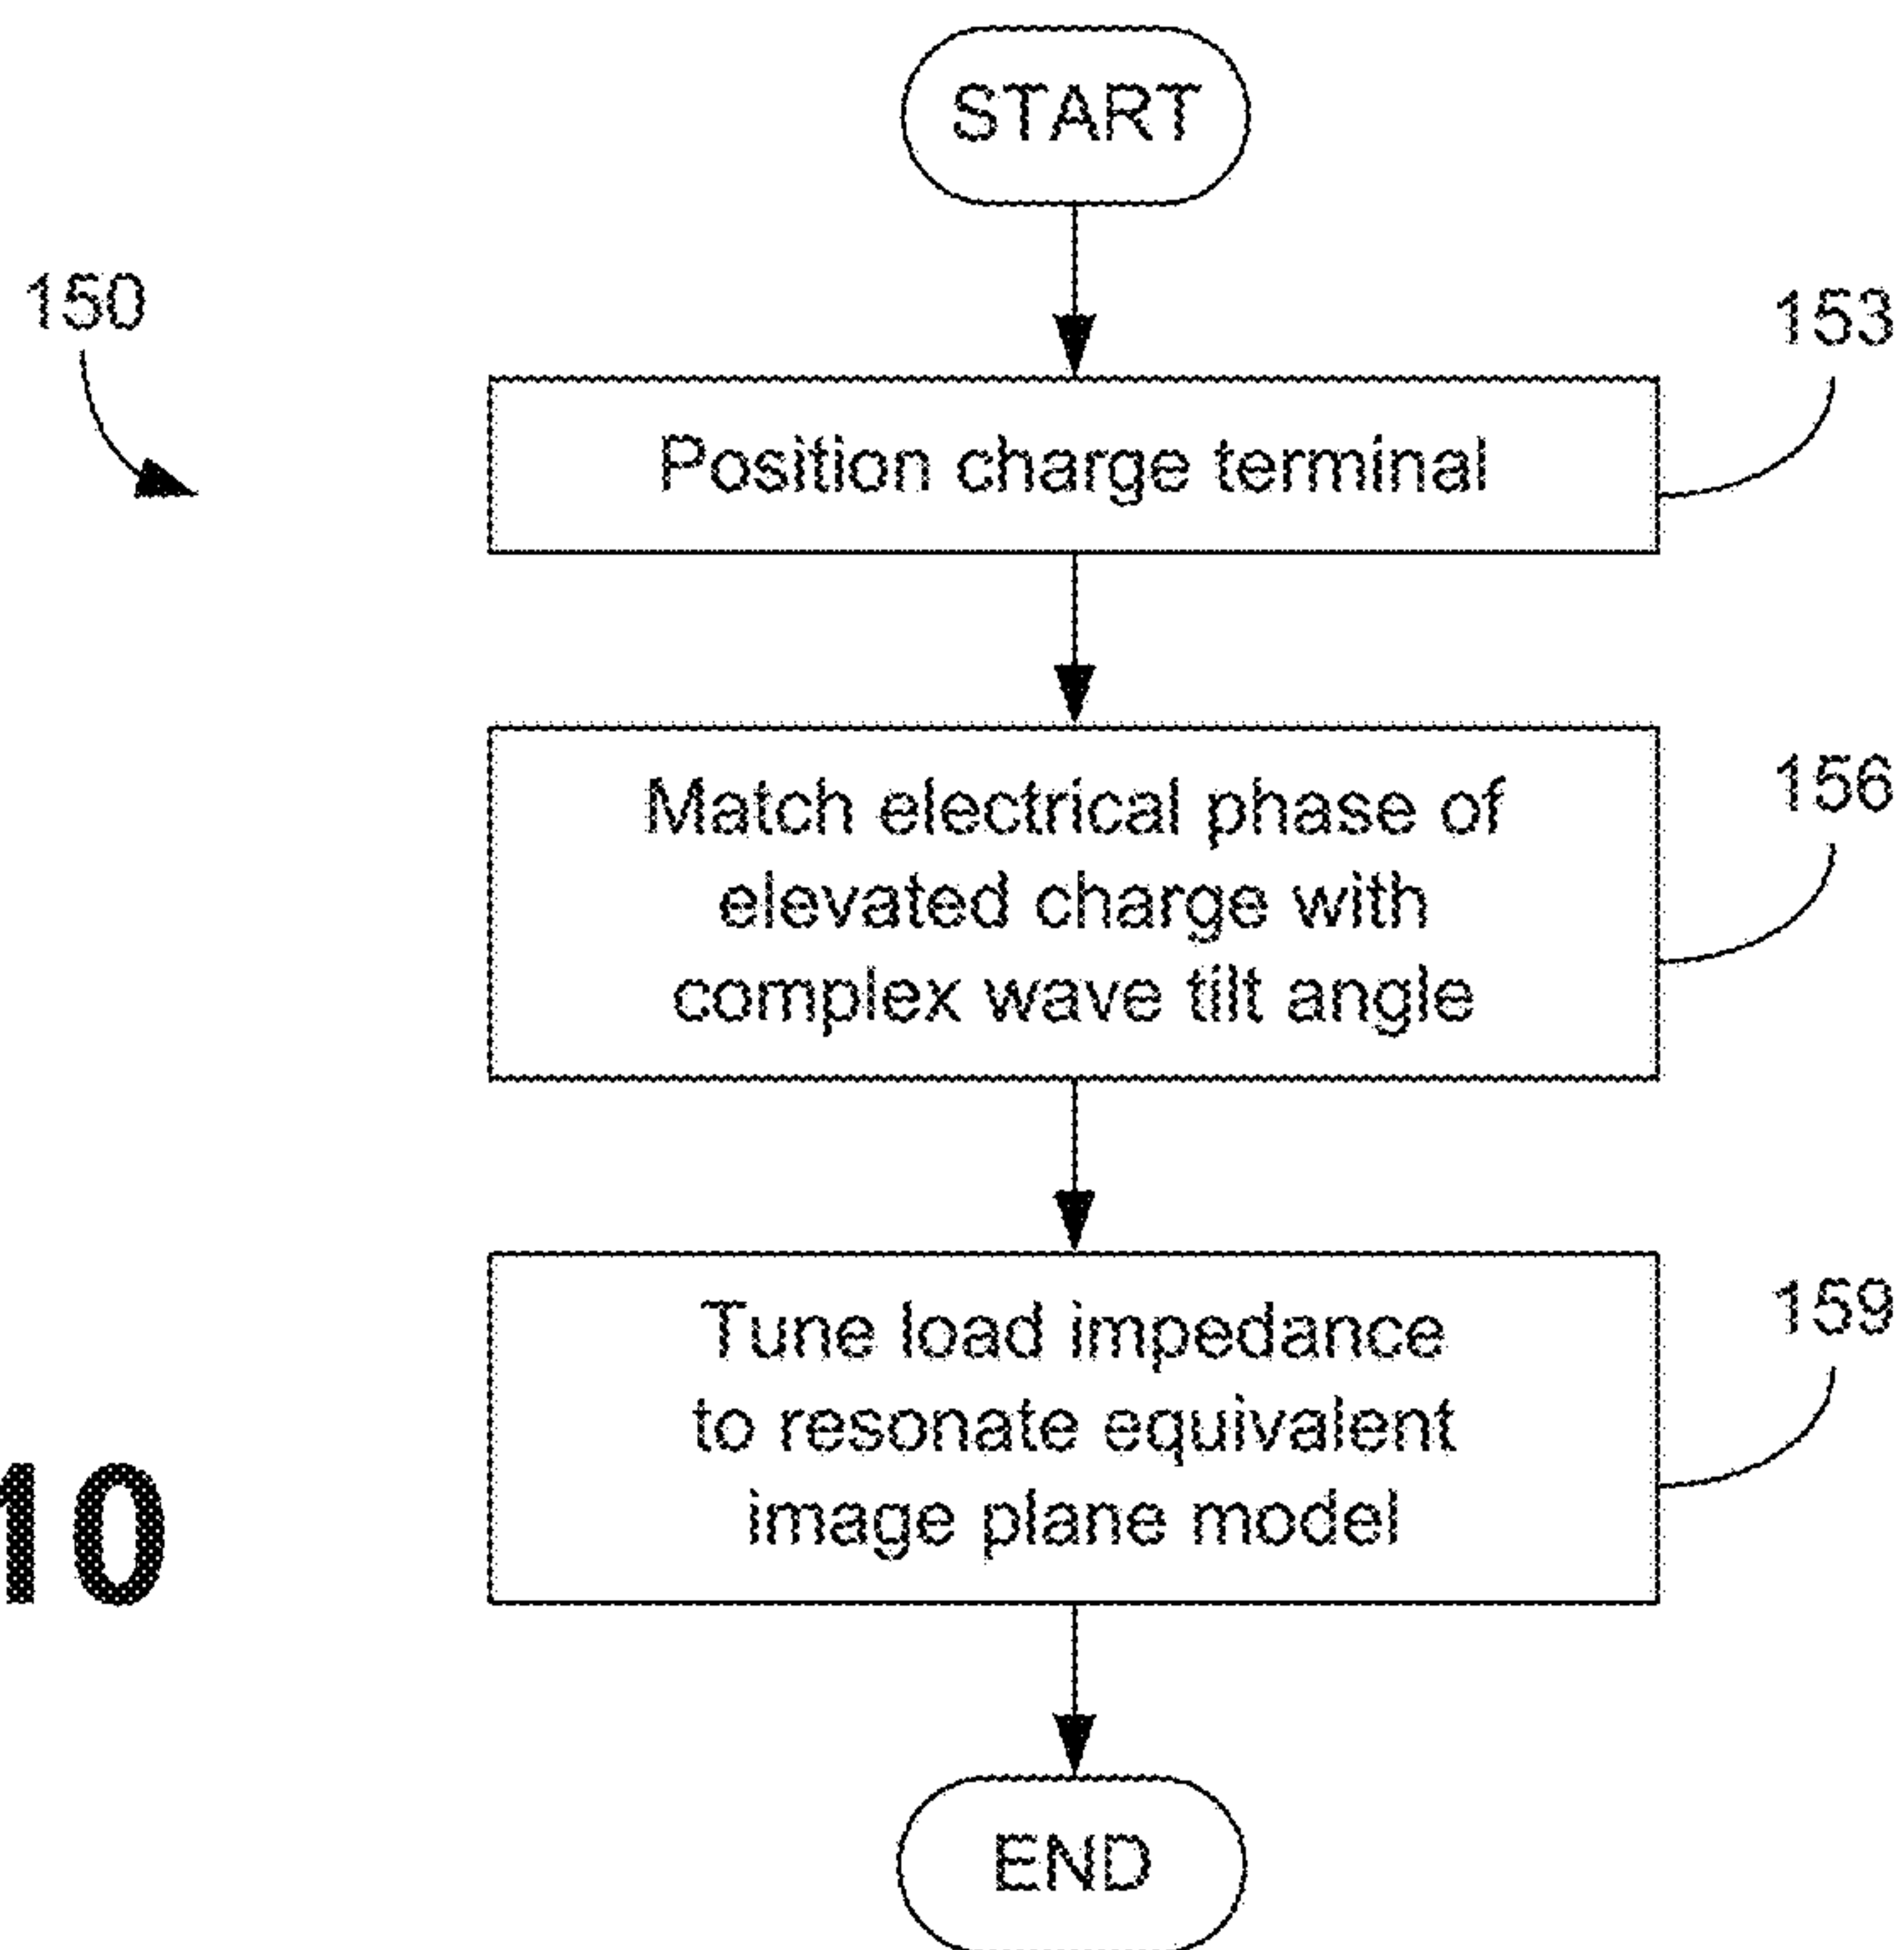 START
150
153
Position charge terminal
156
Match electrical phase of
elevated charge with
complex wave tilt angle
159
Tune load impedance
to resonate equivalent
image plane model
10
END